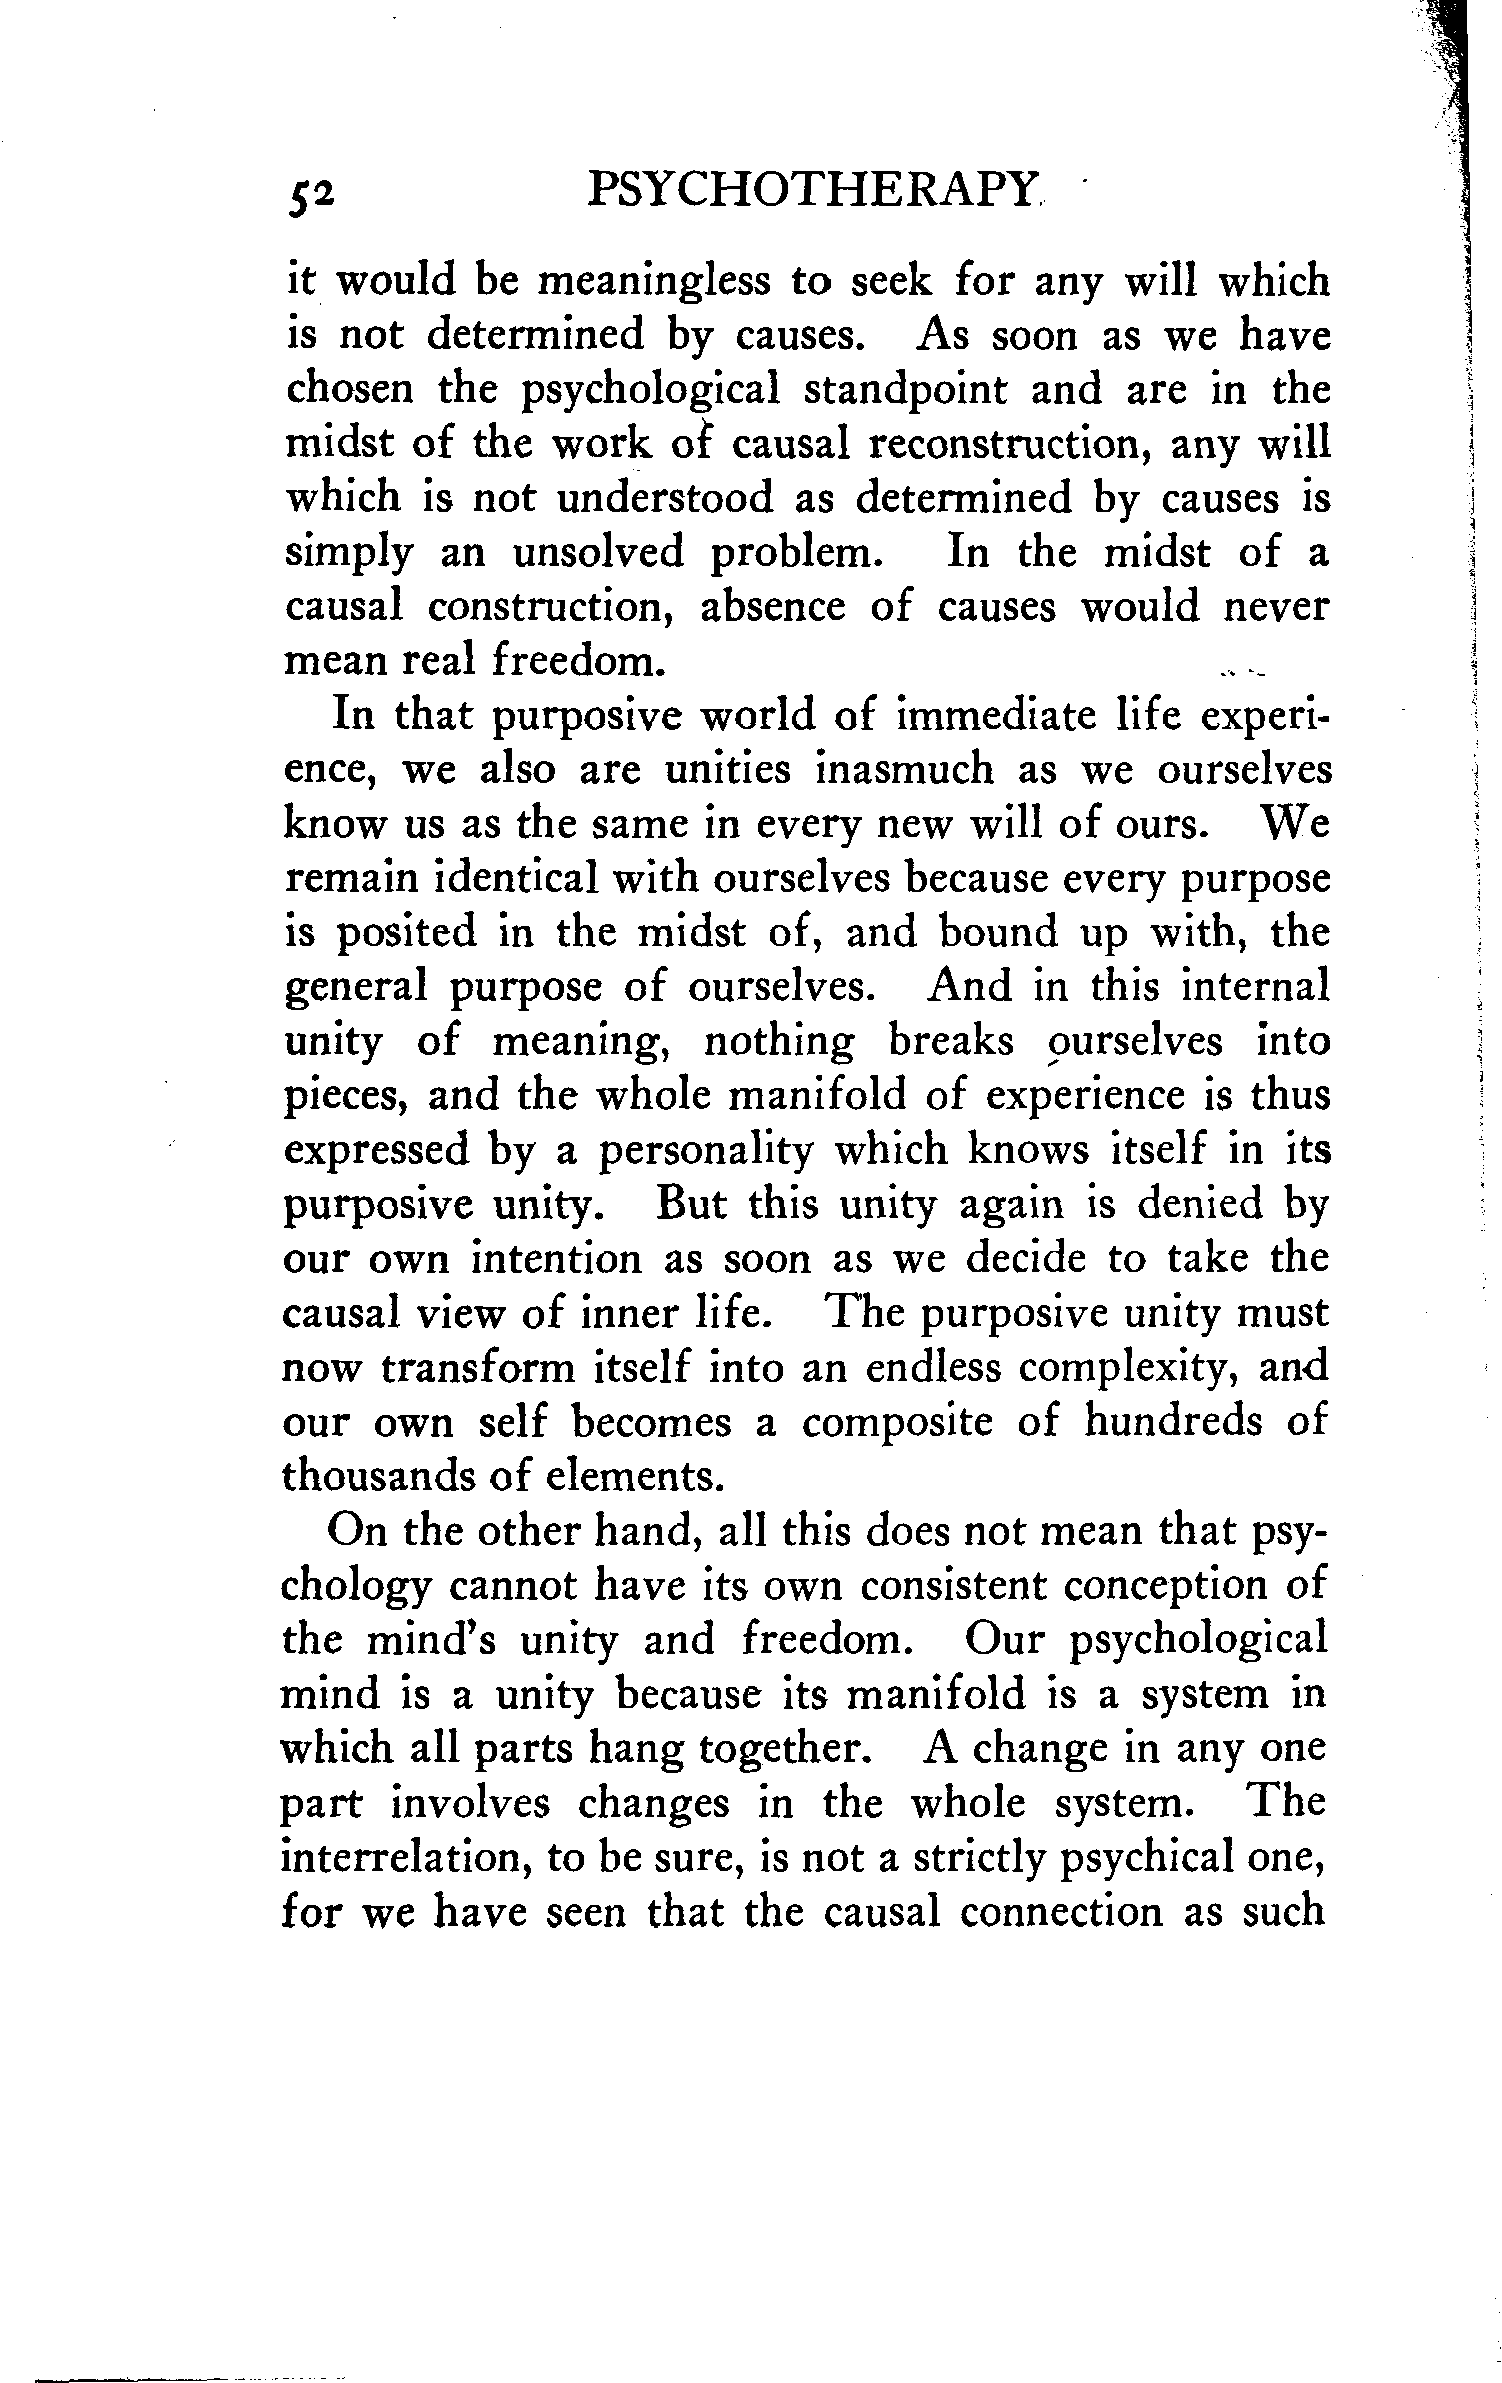 52 PSYCHOTHERAPY
it would be meaningless to seek for any will which
is not determined by causes. As soon as we have
chosen the psychological standpoint and are in the
midst of the work of causal reconstruction, any will
which is not understood as determined by causes is
simply an unsolved problem. In the midst of a
causal construction, absence of causes would never
mean real freedom.
In that purposive world of immediate life experi-
ence, we also are unities inasmuch as we ourselves
know us as the same in every new will of ours. We
remain identical with ourselves because every purpose
is posited in the midst of, and bound up with, the
general purpose of ourselves. And in this internal
unity of meaning, nothing breaks ourselves into
pieces, and the whole manifold of experience is thus
expressed by a personality which knows itself in its
purposive unity. But this unity again is denied by
our own intention as soon as we decide to take the
causal view of inner life. The purposive unity must
now transform itself into an endless complexity, and
our own self becomes a composite of hundreds of
thousands of elements.
On the other hand, all this does not mean that psy-
chology cannot have its own consistent conception of
the mind's unity and freedom. Our psychological
mind is a unity because its manifold is a system in
which all parts hang together. A change in any one
part involves changes in the whole system. The
interrelation, to be sure, is not a strictly psychical one,
for we have seen that the causal connection as such